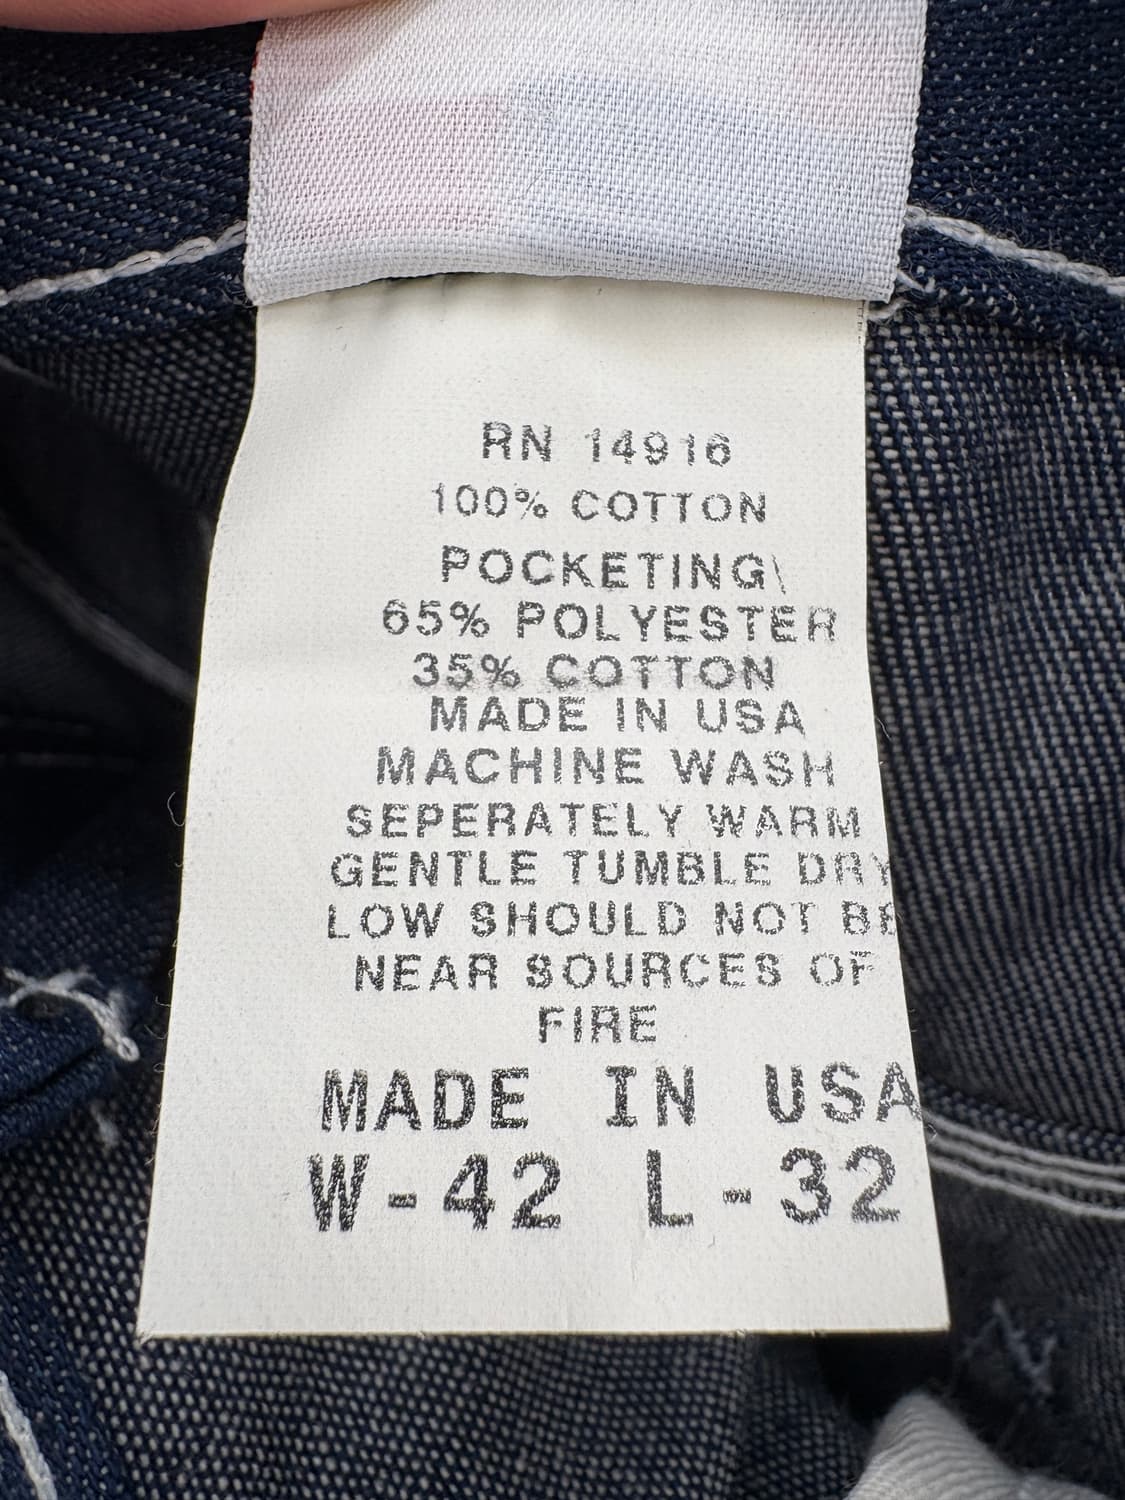 RN 14916
100% COTTON
POCKETING\
65% POLYESTER
35% COTTON
MADE IN USA
MACHINE WASH
SEPERATELY WARM
GENTLE TUMBLE DRY
LOW SHOULD NOT BE
NEAR SOURCES OF
FIRE
MADE IN USA
W-42 L-32